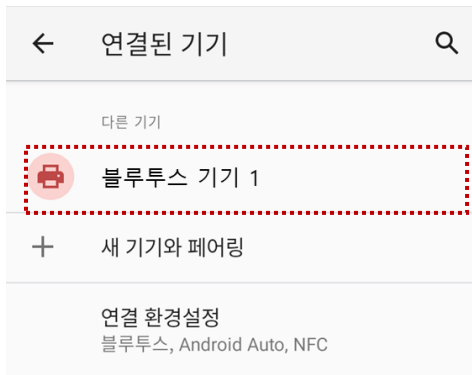 연결된 기기
다른 기기
블루투스 기기 1
새 기기와 페어링
연결 환경설정
블루투스, Android Auto, NFC